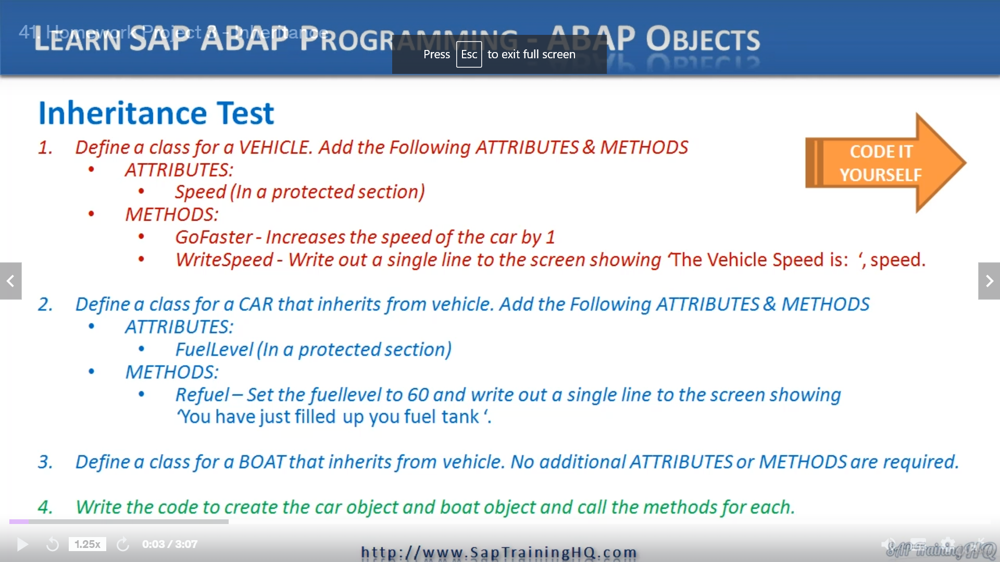 LEARN SAP ABAP PROGRAMMING - ABAP OBJECTS
41. Homework Project 3 - Inheritance
Press Esc to exit full screen
Inheritance Test
1. Define a class for a VEHICLE. Add the Following ATTRIBUTES & METHODS
• ATTRIBUTES:
• Speed (In a protected section)
• METHODS:
• GoFaster - Increases the speed of the car by 1
• WriteSpeed - Write out a single line to the screen showing ‘The Vehicle Speed is:  ‘, speed.
CODE IT
YOURSELF
2. Define a class for a CAR that inherits from vehicle. Add the Following ATTRIBUTES & METHODS
• ATTRIBUTES:
• FuelLevel (In a protected section)
• METHODS:
• Refuel – Set the fuellevel to 60 and write out a single line to the screen showing
‘You have just filled up you fuel tank ‘.
3. Define a class for a BOAT that inherits from vehicle. No additional ATTRIBUTES or METHODS are required.
4. Write the code to create the car object and boat object and call the methods for each.
1.25x
0:03 / 3:07
http://www.SapTrainingHQ.com
SAP Training HQ